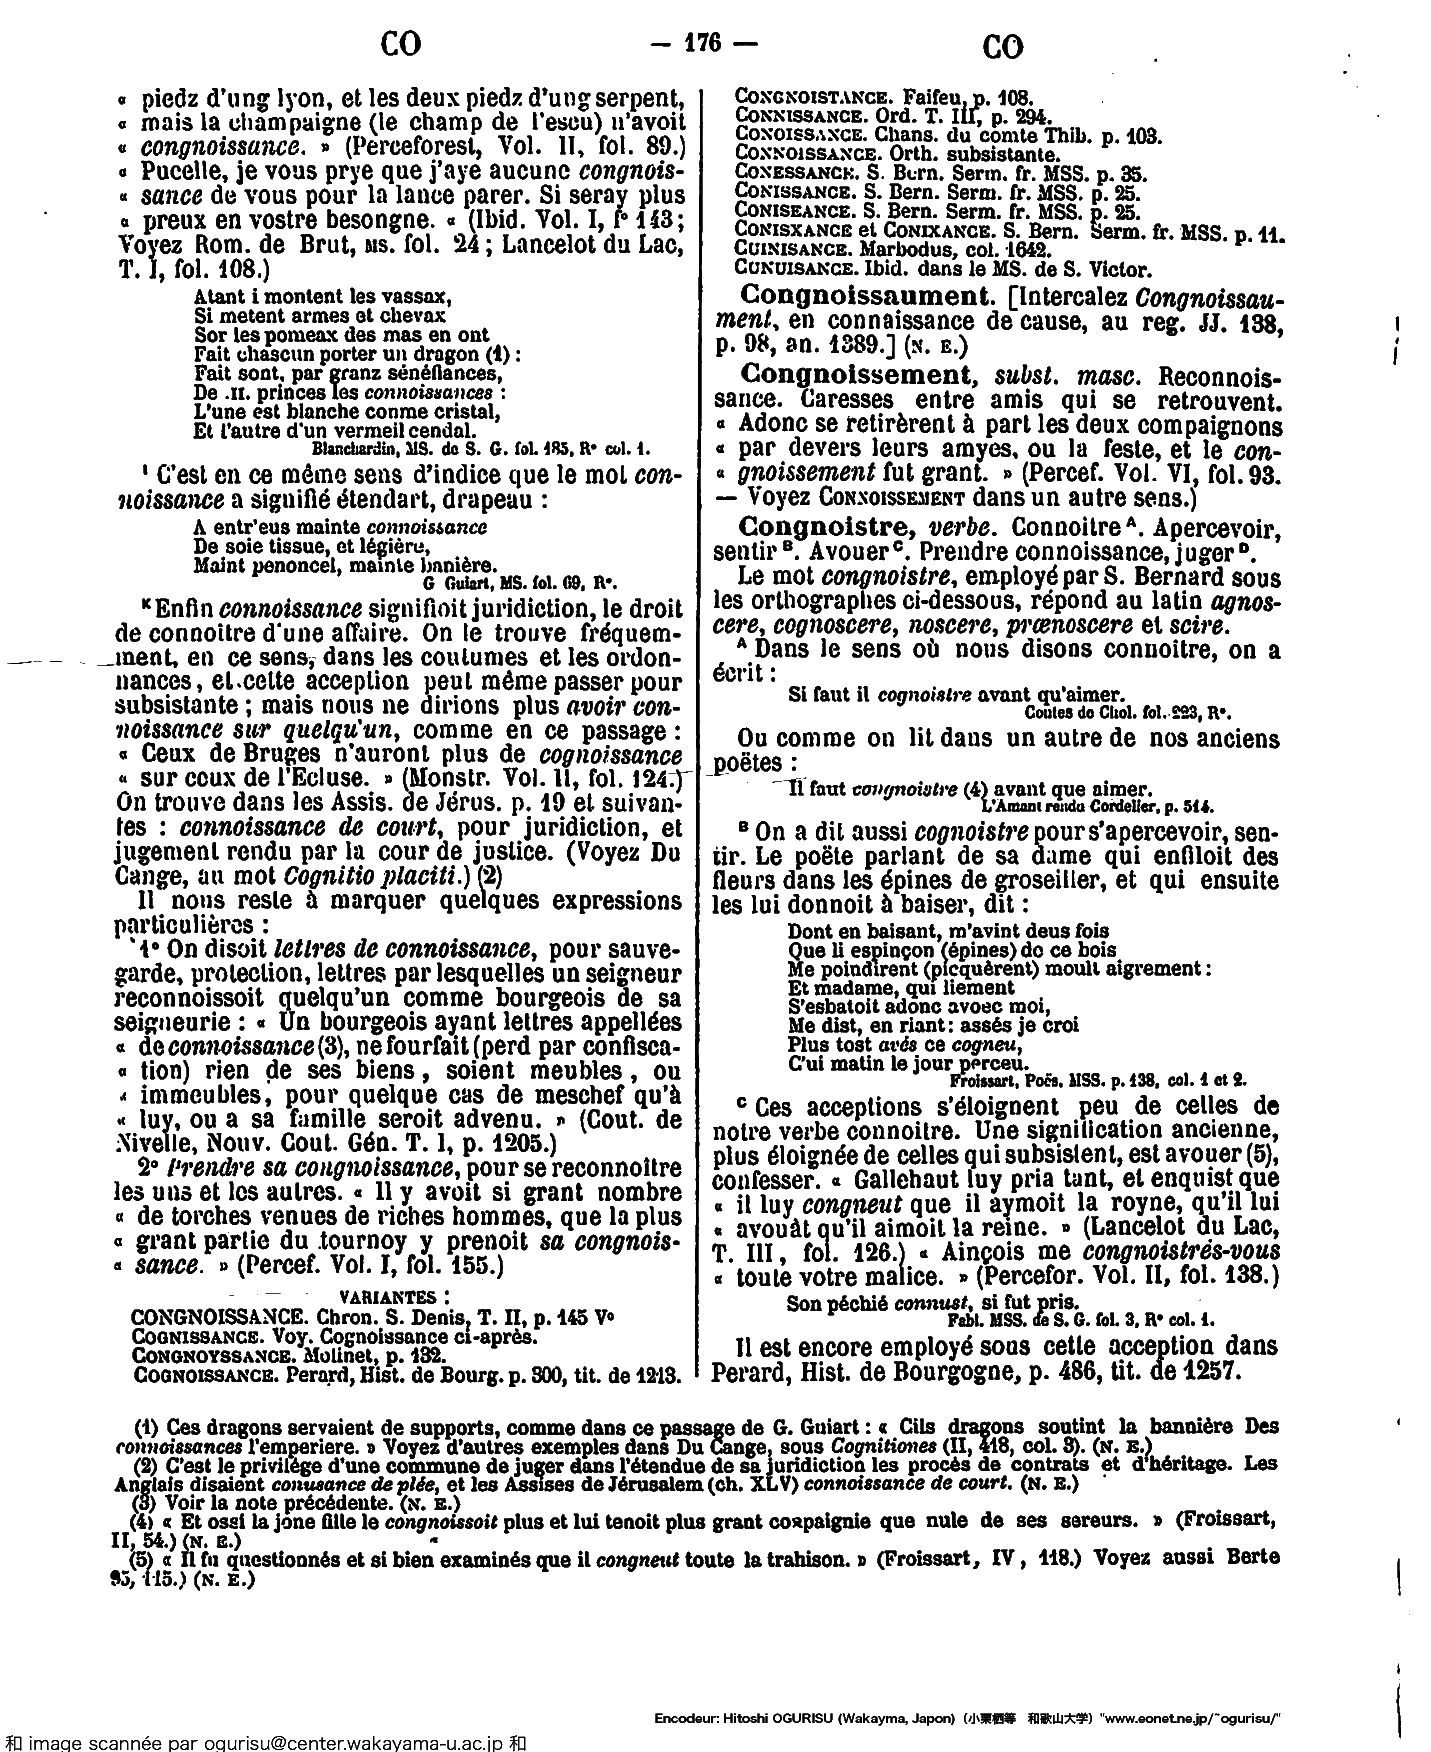 CO — 176 — CO
« piedz d'ung lyon, et les deux piedz d'ung serpent,
« mais la champaigne (le champ de l'escu) n'avoit
« congnoissance. » (Perceforest, Vol. II, fol. 89.)
« Pucelle, je vous prye que j'aye aucune congnois-
« sance de vous pour la lance parer. Si seray plus
« preux en vostre besongne. « (Ibid. Vol. I, f° 143 ;
Voyez Rom. de Brut, MS. fol. 24 ; Lancelot du Lac,
T. I, fol. 108.)
Atant i montent les vassax,
Si metent armes et chevax
Sor les pomeax des mas en ont
Fait chascun porter un dragon (1) :
Fait sont, par granz sénéfiances,
De .II. princes les connoissances :
L'une est blanche conme cristal,
Et l'autre d'un vermeil cendal.
Blanchardin, MS. de S. G. fol. 185, R° col. 1.
I C'est en ce même sens d'indice que le mot con-
noissance a signifié étendart, drapeau :
A entr'eus mainte connoissance
De soie tissue, et légière,
Maint penoncel, mainte bannière.
G Guiart, MS. fol. 69, R°.
K Enfin connoissance signifioit juridiction, le droit
de connoitre d'une affaire. On le trouve fréquem-
ment, en ce sens, dans les coutumes et les ordon-
nances, et cette acception peut même passer pour
subsistante ; mais nous ne dirions plus avoir con-
noissance sur quelqu'un, comme en ce passage :
« Ceux de Bruges n'auront plus de cognoissance
« sur ceux de l'Ecluse. » (Monstr. Vol. II, fol. 124.)
On trouve dans les Assis. de Jérus. p. 19 et suivan-
tes : connoissance de court, pour juridiction, et
jugement rendu par la cour de justice. (Voyez Du
Cange, au mot Cognitio placiti.) (2)
Il nous reste à marquer quelques expressions
particulières :
1° On disoit lettres de connoissance, pour sauve-
garde, protection, lettres par lesquelles un seigneur
reconnoissoit quelqu'un comme bourgeois de sa
seigneurie : « Un bourgeois ayant lettres appellées
« de connoissance (3), ne fourfait (perd par confisca-
« tion) rien de ses biens, soient meubles, ou
« immeubles, pour quelque cas de meschef qu'à
« luy, ou a sa famille seroit advenu. » (Cout. de
Nivelle, Nouv. Cout. Gén. T. I, p. 1205.)
2° Prendre sa congnoissance, pour se reconnoître
les uns et les autres. « Il y avoit si grant nombre
« de torches venues de riches hommes, que la plus
« grant partie du tournoy y prenoit sa congnois-
« sance. » (Percef. Vol. I, fol. 155.)
VARIANTES :
CONGNOISSANCE. Chron. S. Denis, T. II, p. 145 V°
COGNISSANCE. Voy. Cognoissance ci-après.
CONGNOYSSANCE. Molinet, p. 132.
COGNOISSANCE. Perard, Hist. de Bourg. p. 300, tit. de 1213.
CONGNOISTANCE. Faifeu, p. 108.
CONNISSANCE. Ord. T. III, p. 294.
CONOISSANCE. Chans. du comte Thib. p. 103.
CONNOISSANCE. Orth. subsistante.
CONESSANCE. S. Bern. Serm. fr. MSS. p. 35.
CONISSANCE. S. Bern. Serm. fr. MSS. p. 25.
CONISEANCE. S. Bern. Serm. fr. MSS. p. 25.
CONISXANCE et CONIXANCE. S. Bern. Serm. fr. MSS. p. 11.
CUINISANCE. Marbodus, col. 1642.
CUNUISANCE. Ibid. dans le MS. de S. Victor.
Congnoissaument. [Intercalez Congnoissau-
ment, en connaissance de cause, au reg. JJ. 138,
p. 98, an. 1389.] (N. E.)
Congnoissement, subst. masc. Reconnois-
sance. Caresses entre amis qui se retrouvent.
« Adonc se retirèrent à part les deux compaignons
« par devers leurs amyes, ou la feste, et le con-
« gnoissement fut grant. » (Percef. Vol. VI, fol. 93.
— Voyez CONNOISSEMENT dans un autre sens.)
Congnoistre, verbe. Connoitre A. Apercevoir,
sentir B. Avouer C. Prendre connoissance, juger D.
Le mot congnoistre, employé par S. Bernard sous
les orthographes ci-dessous, répond au latin agnos-
cere, cognoscere, noscere, prœnoscere et scire.
A Dans le sens où nous disons connoitre, on a
écrit :
Si faut il cognoistre avant qu'aimer.
Coutes de Chol. fol. 223, R°.
Ou comme on lit dans un autre de nos anciens
poëtes :
Il faut congnoistre (4) avant que aimer.
L'Amant rendu Cordelier, p. 514.
B On a dit aussi cognoistre pour s'apercevoir, sen-
tir. Le poëte parlant de sa dame qui enfiloit des
fleurs dans les épines de groseiller, et qui ensuite
les lui donnoit à baiser, dit :
Dont en baisant, m'avint deus fois
Que li espinçon (épines) de ce bois
Me poindirent (picquèrent) moult aigrement :
Et madame, qui liement
S'esbatoit adonc avoec moi,
Me dist, en riant : assés je croi
Plus tost avés ce cogneu,
C'ui matin le jour perceu.
Froissart, Poës. MSS. p. 138, col. 1 et 2.
C Ces acceptions s'éloignent peu de celles de
notre verbe connoitre. Une signification ancienne,
plus éloignée de celles qui subsistent, est avouer (5),
confesser. « Gallehaut luy pria tant, et enquist que
« il luy congneut que il aymoit la royne, qu'il lui
« avouât qu'il aimoit la reine. » (Lancelot du Lac,
T. III, fol. 126.) « Ainçois me congnoistrés-vous
« toute votre malice. » (Percefor. Vol. II, fol. 138.)
Son péchié connust, si fut pris.
Fabl. MSS. de S. G. fol. 3, R° col. 1.
Il est encore employé sous cette acception dans
Perard, Hist. de Bourgogne, p. 486, tit. de 1257.
(1) Ces dragons servaient de supports, comme dans ce passage de G. Guiart : « Cils dragons soutint la bannière Des
connoissances l'emperiere. » Voyez d'autres exemples dans Du Cange, sous Cognitiones (II, 418, col. 3). (N. E.)
(2) C'est le privilége d'une commune de juger dans l'étendue de sa juridiction les procès de contrats et d'héritage. Les
Anglais disaient conusance de plée, et les Assises de Jérusalem (ch. XLV) connoissance de court. (N. E.)
(3) Voir la note précédente. (N. E.)
(4) « Et ossi la jone fille le congnoissoit plus et lui tenoit plus grant compaignie que nule de ses sereurs. » (Froissart,
II, 54.) (N. E.)
(5) « Il fu questionnés et si bien examinés que il congneut toute la trahison. » (Froissart, IV, 118.) Voyez aussi Berte
95, 115.) (N. E.)
Encodeur: Hitoshi OGURISU (Wakayma, Japon) (小栗栖等 和歌山大学) "www.eonet.ne.jp/~ogurisu/"
和 image scannée par ogurisu@center.wakayama-u.ac.jp 和